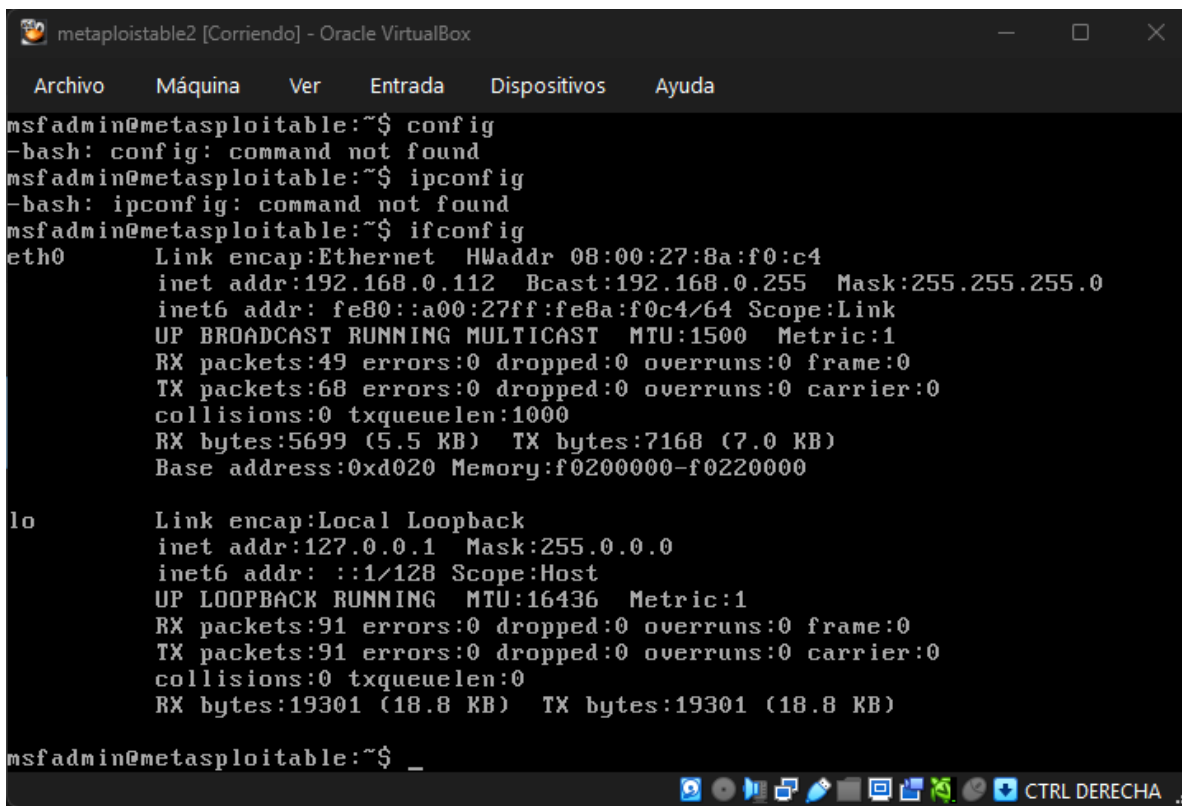 metaploistable2 [Corriendo] - Oracle VirtualBox
Archivo Máquina Ver Entrada Dispositivos Ayuda
msfadmin@metasploitable:~$ config
-bash: config: command not found
msfadmin@metasploitable:~$ ipconfig
-bash: ipconfig: command not found
msfadmin@metasploitable:~$ ifconfig
eth0 Link encap:Ethernet HWaddr 08:00:27:8a:f0:c4
inet addr:192.168.0.112 Bcast:192.168.0.255 Mask:255.255.255.0
inet6 addr: fe80::a00:27ff:fe8a:f0c4/64 Scope:Link
UP BROADCAST RUNNING MULTICAST MTU:1500 Metric:1
RX packets:49 errors:0 dropped:0 overruns:0 frame:0
TX packets:68 errors:0 dropped:0 overruns:0 carrier:0
collisions:0 txqueuelen:1000
RX bytes:5699 (5.5 KB) TX bytes:7168 (7.0 KB)
Base address:0xd020 Memory:f0200000-f0220000
lo Link encap:Local Loopback
inet addr:127.0.0.1 Mask:255.0.0.0
inet6 addr: ::1/128 Scope:Host
UP LOOPBACK RUNNING MTU:16436 Metric:1
RX packets:91 errors:0 dropped:0 overruns:0 frame:0
TX packets:91 errors:0 dropped:0 overruns:0 carrier:0
collisions:0 txqueuelen:0
RX bytes:19301 (18.8 KB) TX bytes:19301 (18.8 KB)
msfadmin@metasploitable:~$ _
CTRL DERECHA